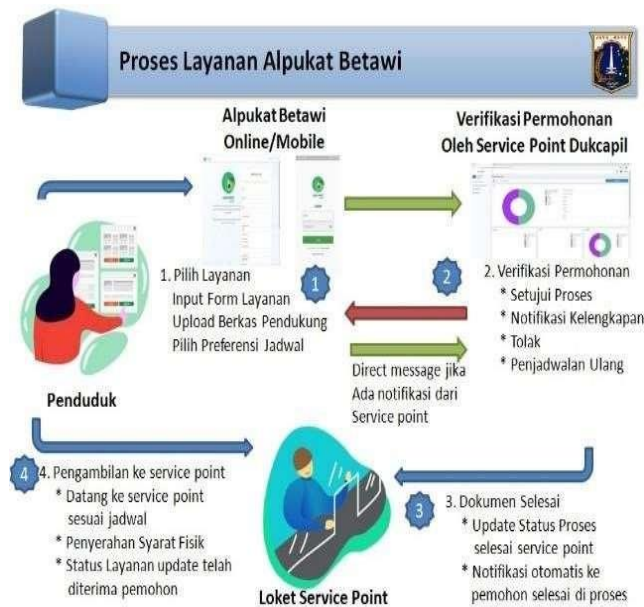 Proses Layanan Alpukat Betawi
JAYA RAYA
Alpukat Betawi
Online/Mobile
Verifikasi Permohonan
Oleh Service Point Dukcapil
1. Pilih Layanan
Input Form Layanan
Upload Berkas Pendukung
Pilih Preferensi Jadwal
1
2
2. Verifikasi Permohonan
* Setujui Proses
* Notifikasi Kelengkapan
* Tolak
* Penjadwalan Ulang
Direct message jika
Ada notifikasi dari
Service point
Penduduk
4
4. Pengambilan ke service point
* Datang ke service point
sesuai jadwal
* Penyerahan Syarat Fisik
* Status Layanan update telah
diterima pemohon
Loket Service Point
3
3. Dokumen Selesai
* Update Status Proses
selesai service point
* Notifikasi otomatis ke
pemohon selesai di proses